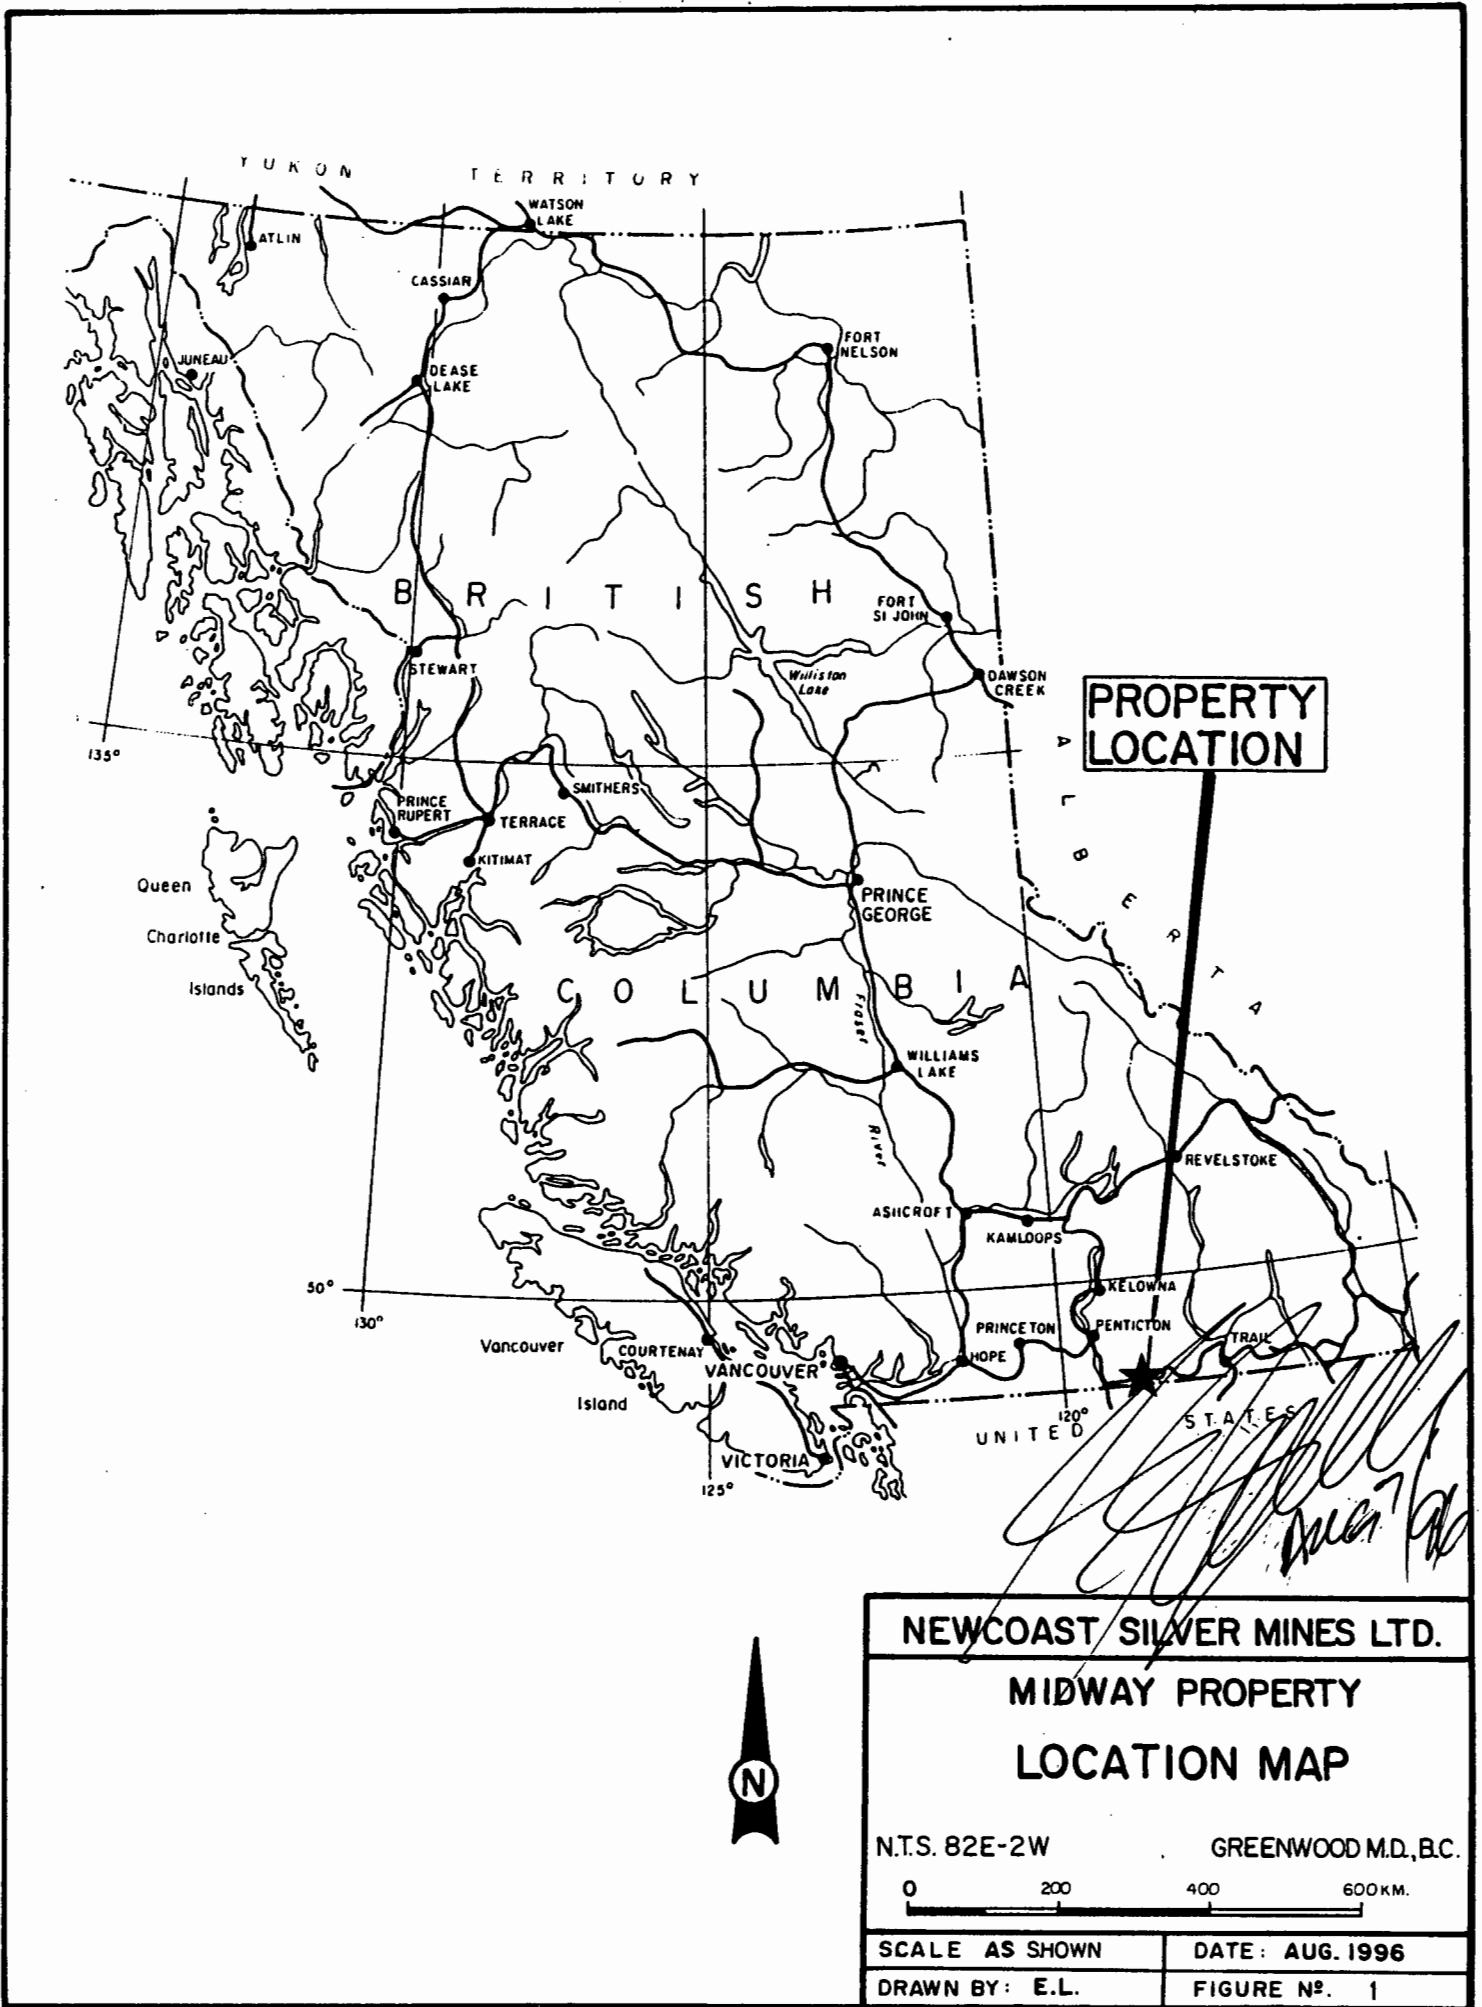 YUKON TERRITORY
WATSON
LAKE
ATLIN
CASSIAR
JUNEAU
DEASE
LAKE
FORT
NELSON
BRITISH
FORT
ST JOHN
STEWART
Williston
Lake
DAWSON
CREEK
PROPERTY
LOCATION
ALBERTA
135°
SMITHERS
PRINCE
RUPERT
TERRACE
KITIMAT
Queen
Charlotte
Islands
PRINCE
GEORGE
COLUMBIA
Fraser
River
WILLIAMS
LAKE
REVELSTOKE
ASHCROFT
KAMLOOPS
50°
KELOWNA
130°
PRINCETON
PENTICTON
TRAIL
Vancouver
Island
COURTENAY
VANCOUVER
HOPE
120°
UNITED STATES
VICTORIA
125°
NEWCOAST SILVER MINES LTD.
MIDWAY PROPERTY
LOCATION MAP
N
N.T.S. 82E-2W GREENWOOD M.D., B.C.
0 200 400 600 KM.
SCALE AS SHOWN DATE: AUG. 1996
DRAWN BY: E.L. FIGURE Nº. 1